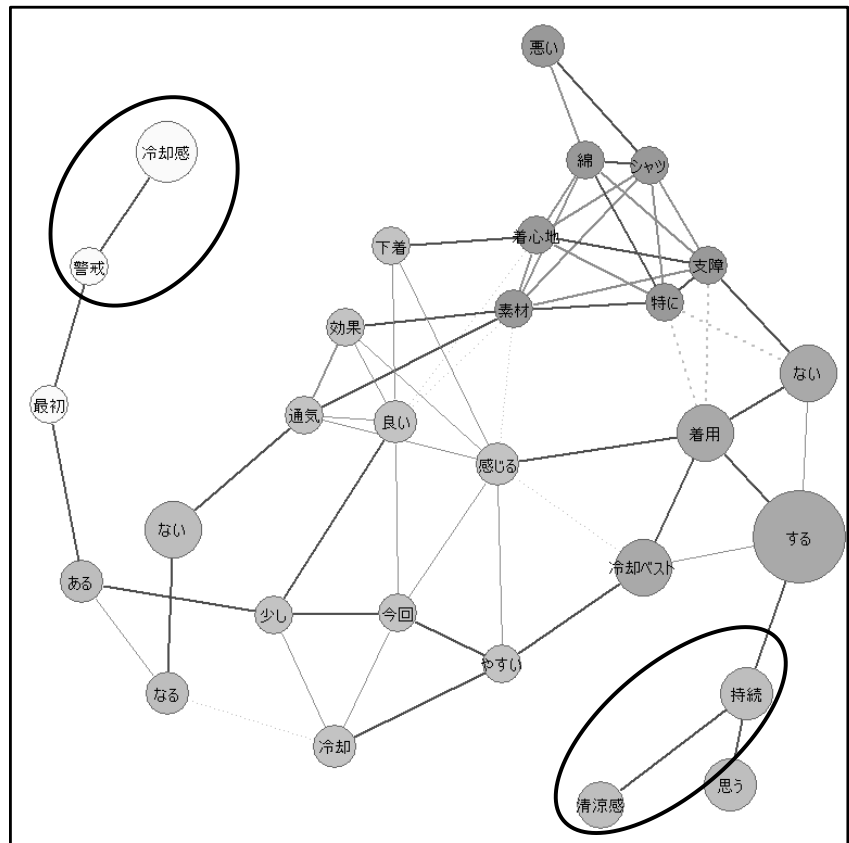 悪い
冷却感
綿
シャツ
着心地
下着
支障
警戒
特に
素材
効果
ない
最初
通気
良い
着用
感じる
ない
する
冷却ベスト
ある
少し
今回
やすい
なる
持続
冷却
思う
清涼感